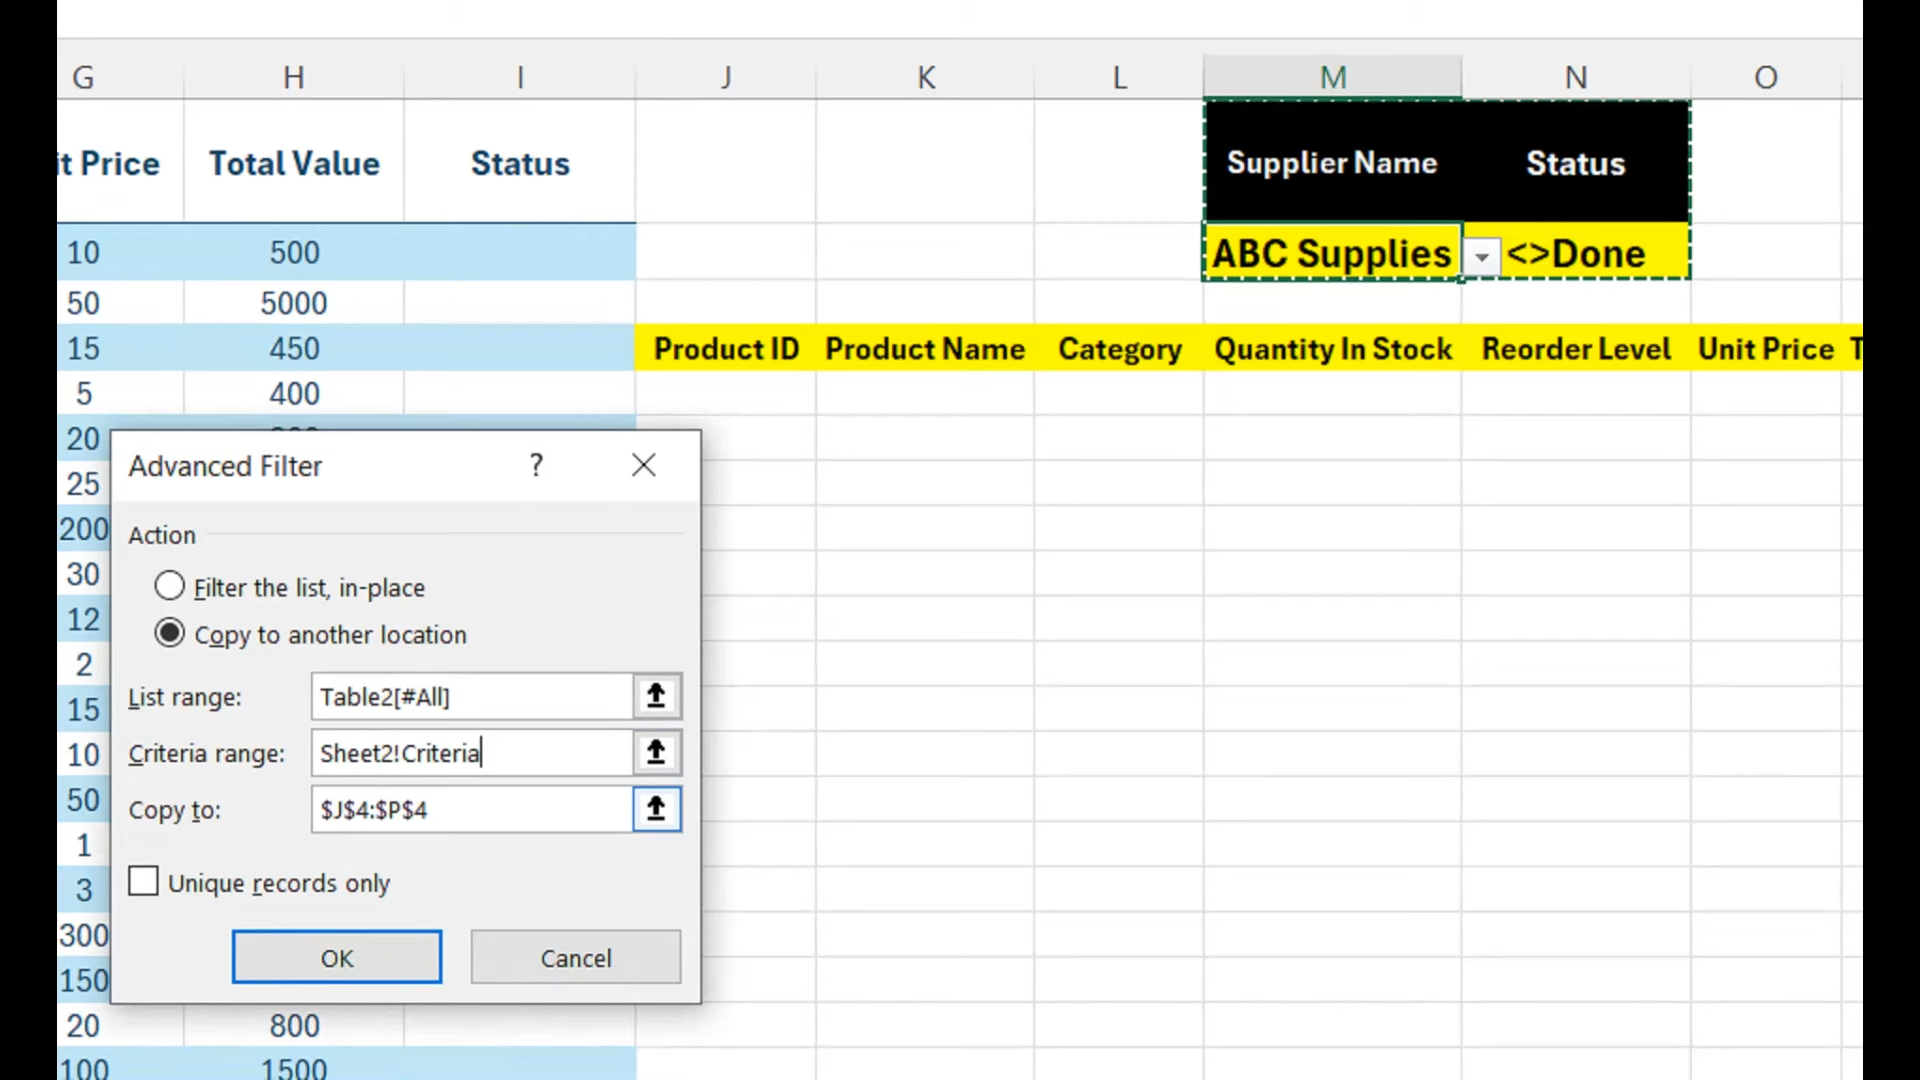 G H I J K L M N O
it Price Total Value Status Supplier Name Status
10 500 ABC Supplies <>Done
50 5000
15 450 Product ID Product Name Category Quantity In Stock Reorder Level Unit Price T
5 400
20
25
200
30
12
2
15
10
50
1
3
300
150
20 800
100 1500
Advanced Filter ?
Action
Filter the list, in-place
Copy to another location
List range: Table2[#All]
Criteria range: Sheet2!Criteria
Copy to: $J$4:$P$4
Unique records only
OK Cancel